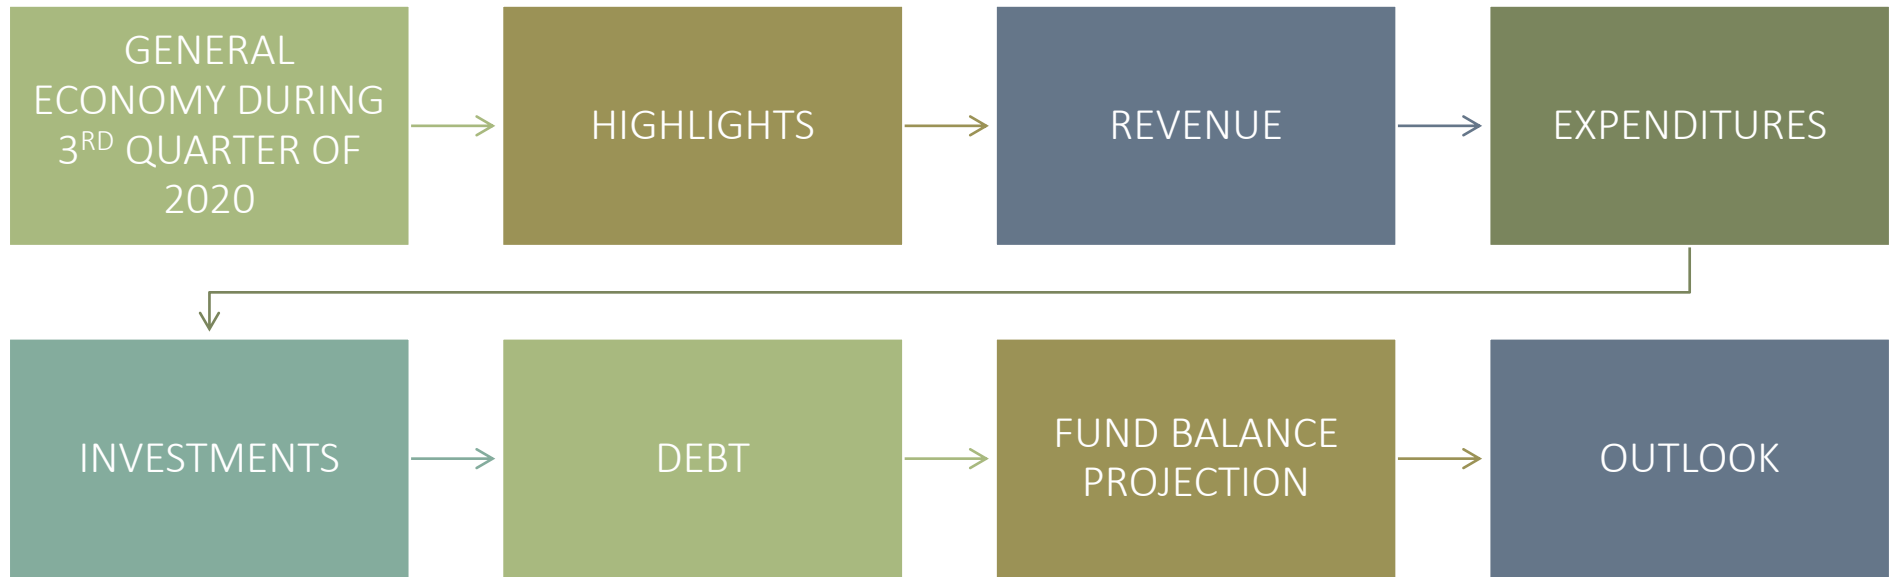 GENERAL
ECONOMY DURING
3RD QUARTER OF
2020
HIGHLIGHTS
REVENUE
EXPENDITURES
INVESTMENTS
DEBT
FUND BALANCE
PROJECTION
OUTLOOK